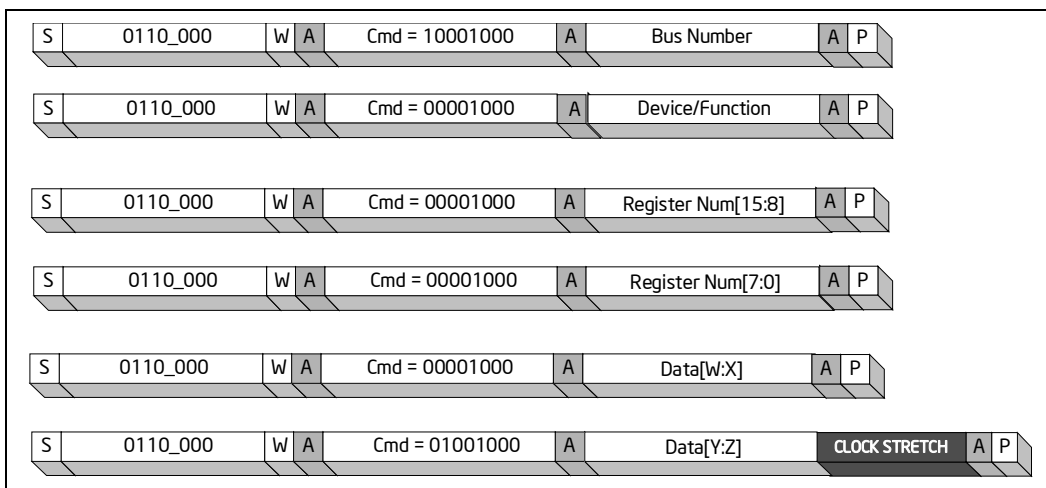 S 0110_000 W A Cmd = 10001000 A Bus Number A P
S 0110_000 W A Cmd = 00001000 A Device/Function A P
S 0110_000 W A Cmd = 00001000 A Register Num[15:8] A P
S 0110_000 W A Cmd = 00001000 A Register Num[7:0] A P
S 0110_000 W A Cmd = 00001000 A Data[W:X] A P
S 0110_000 W A Cmd = 01001000 A Data[Y:Z] CLOCK STRETCH A P